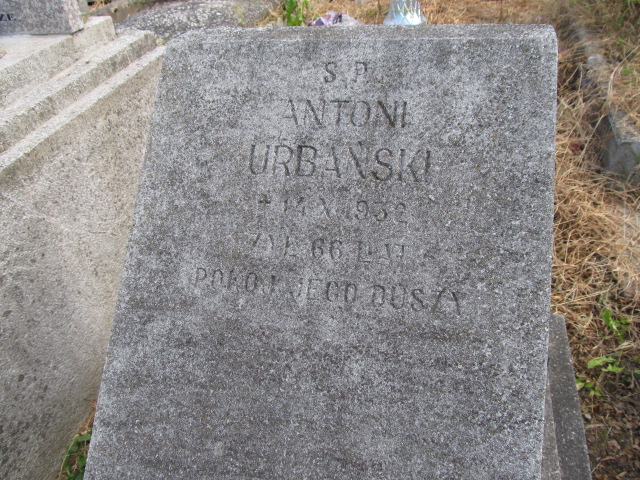 S.P.
ANTONI
URBAŃSKI
+ 14 X 1932
ŻYŁ 66 LAT
POKÓJ JEGO DUSZY